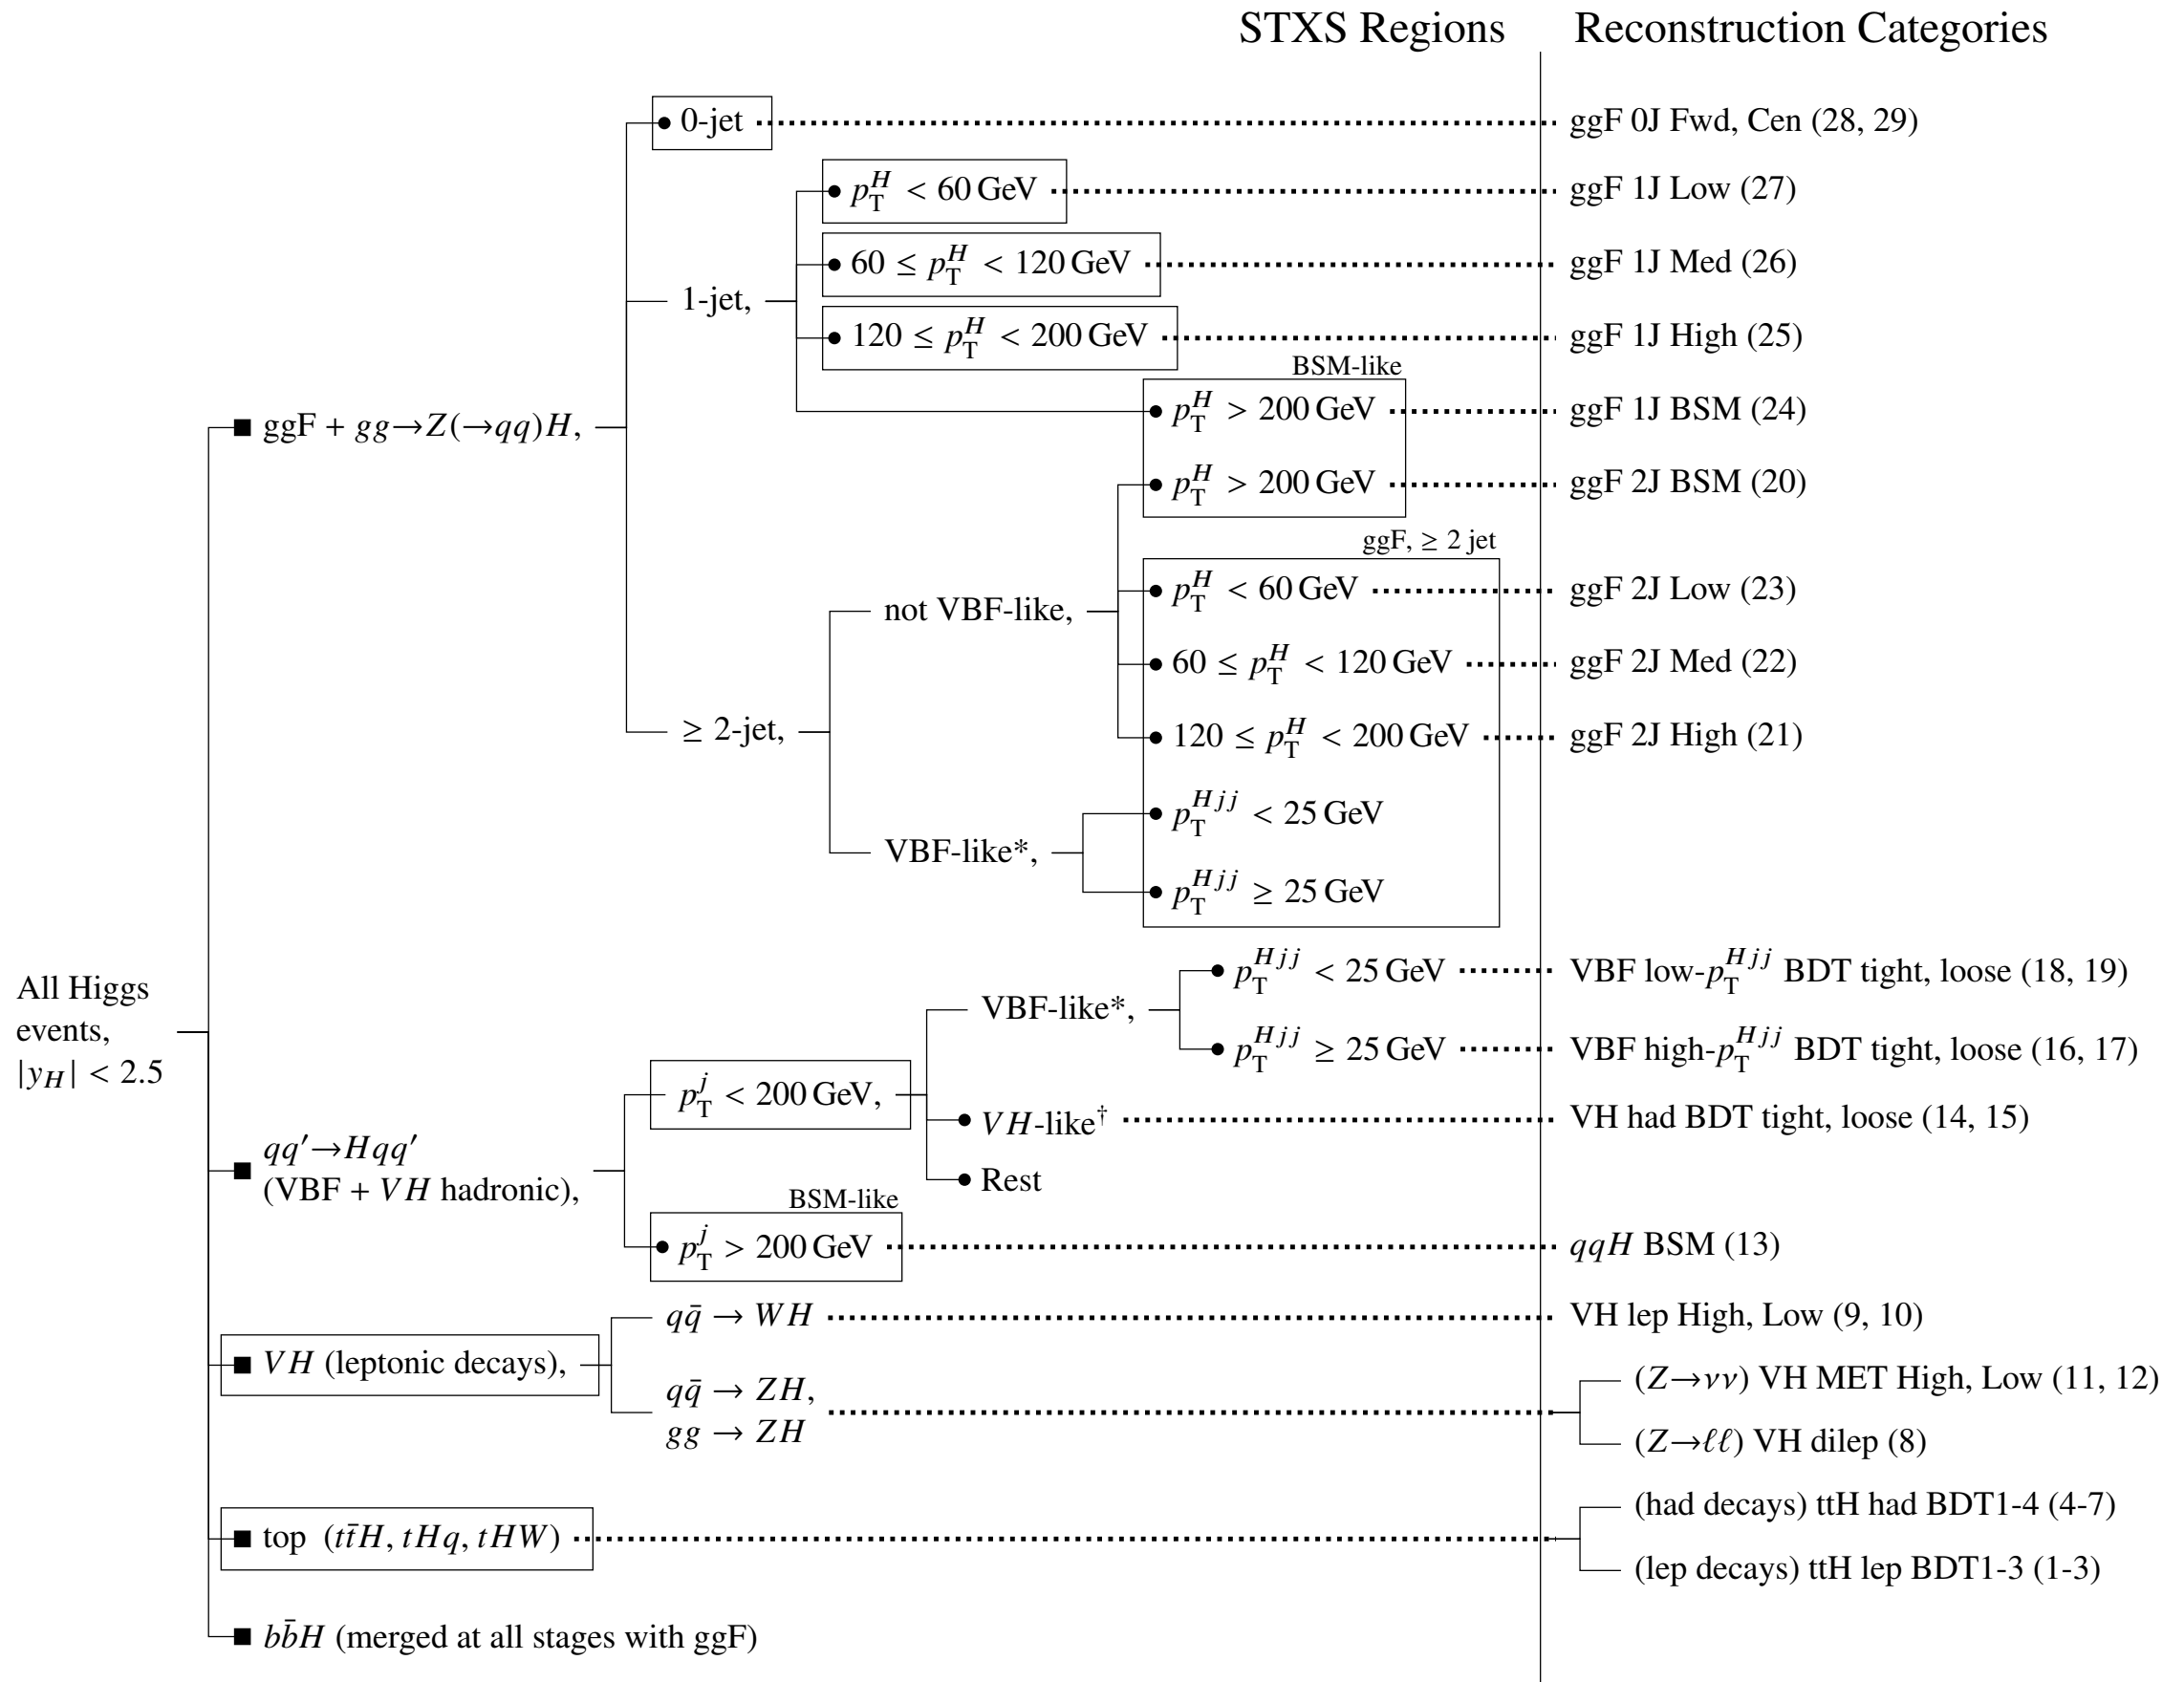 STXS Regions
Reconstruction Categories
0-jet
ggF 0J Fwd, Cen (28, 29)
p_T^H < 60 GeV
ggF 1J Low (27)
60 ≤ p_T^H < 120 GeV
ggF 1J Med (26)
1-jet,
120 ≤ p_T^H < 200 GeV
ggF 1J High (25)
BSM-like
p_T^H > 200 GeV
ggF 1J BSM (24)
ggF + gg→Z(→qq)H,
p_T^H > 200 GeV
ggF 2J BSM (20)
ggF, ≥ 2 jet
p_T^H < 60 GeV
ggF 2J Low (23)
not VBF-like,
60 ≤ p_T^H < 120 GeV
ggF 2J Med (22)
≥ 2-jet,
120 ≤ p_T^H < 200 GeV
ggF 2J High (21)
p_T^{Hjj} < 25 GeV
VBF-like*,
p_T^{Hjj} ≥ 25 GeV
All Higgs
events,
|y_H| < 2.5
p_T^{Hjj} < 25 GeV
VBF low-p_T^{Hjj} BDT tight, loose (18, 19)
VBF-like*,
p_T^{Hjj} ≥ 25 GeV
VBF high-p_T^{Hjj} BDT tight, loose (16, 17)
p_T^j < 200 GeV,
VH-like†
VH had BDT tight, loose (14, 15)
qq′→Hqq′
(VBF + VH hadronic),
Rest
BSM-like
p_T^j > 200 GeV
qqH BSM (13)
qq̄ → WH
VH lep High, Low (9, 10)
VH (leptonic decays),
qq̄ → ZH,
gg → ZH
(Z→νν) VH MET High, Low (11, 12)
(Z→ℓℓ) VH dilep (8)
top (tt̄H, tHq, tHW)
(had decays) ttH had BDT1-4 (4-7)
(lep decays) ttH lep BDT1-3 (1-3)
bb̄H (merged at all stages with ggF)